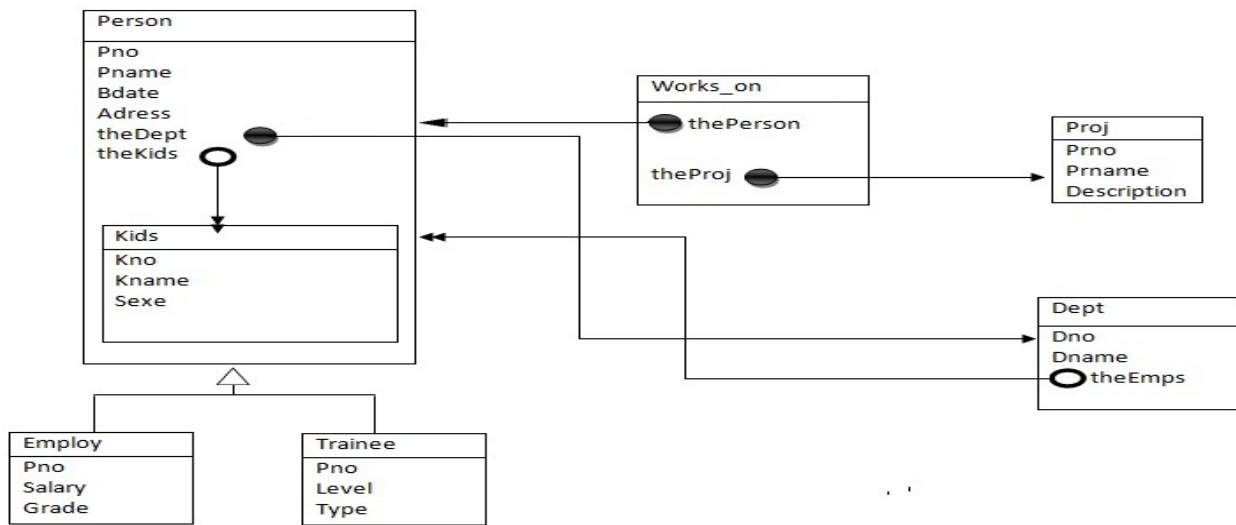 Person
Pno
Pname
Bdate
Adress
theDept
theKids
Kids
Kno
Kname
Sexe
Works_on
thePerson
theProj
Proj
Prno
Prname
Description
Dept
Dno
Dname
theEmps
Employ
Pno
Salary
Grade
Trainee
Pno
Level
Type